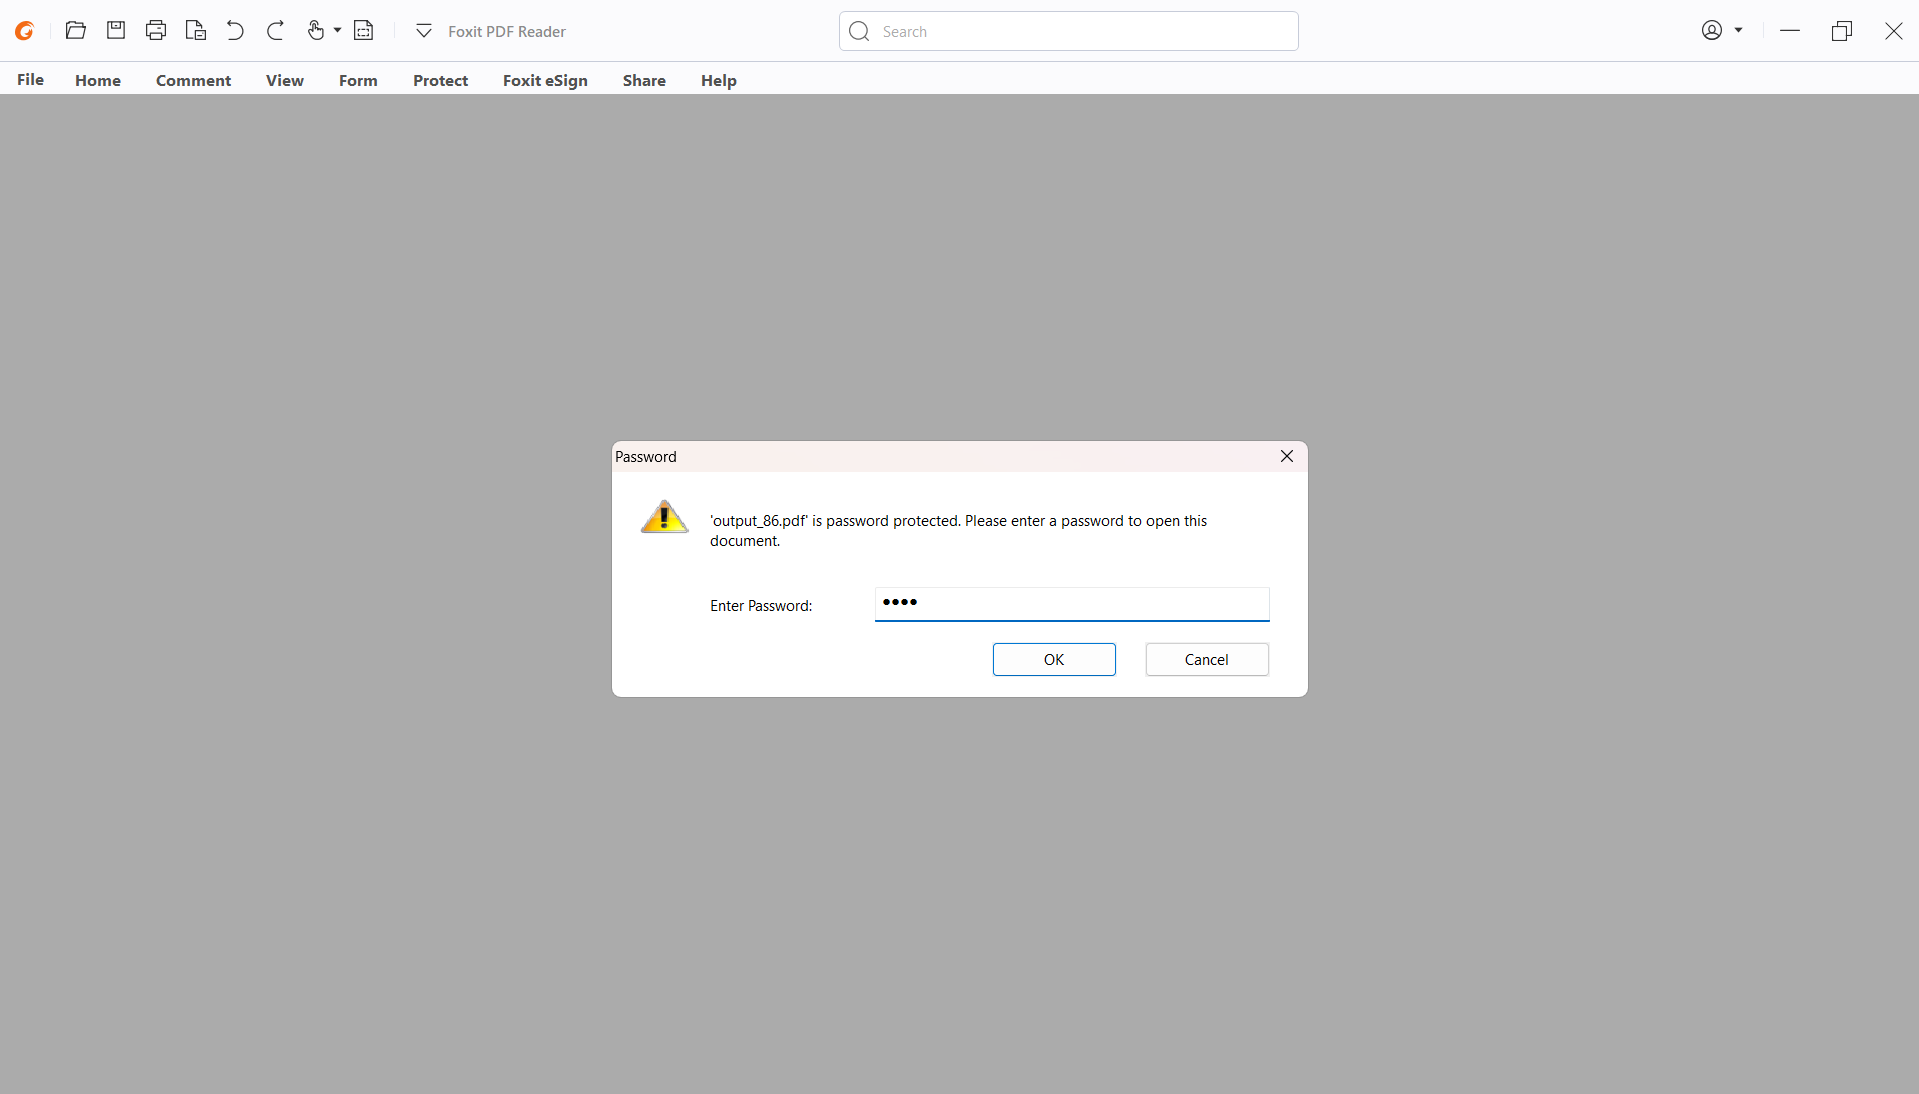 Foxit PDF Reader
Search
File Home Comment View Form Protect Foxit eSign Share Help
Password
'output_86.pdf' is password protected. Please enter a password to open this
document.
Enter Password: ••••
OK Cancel